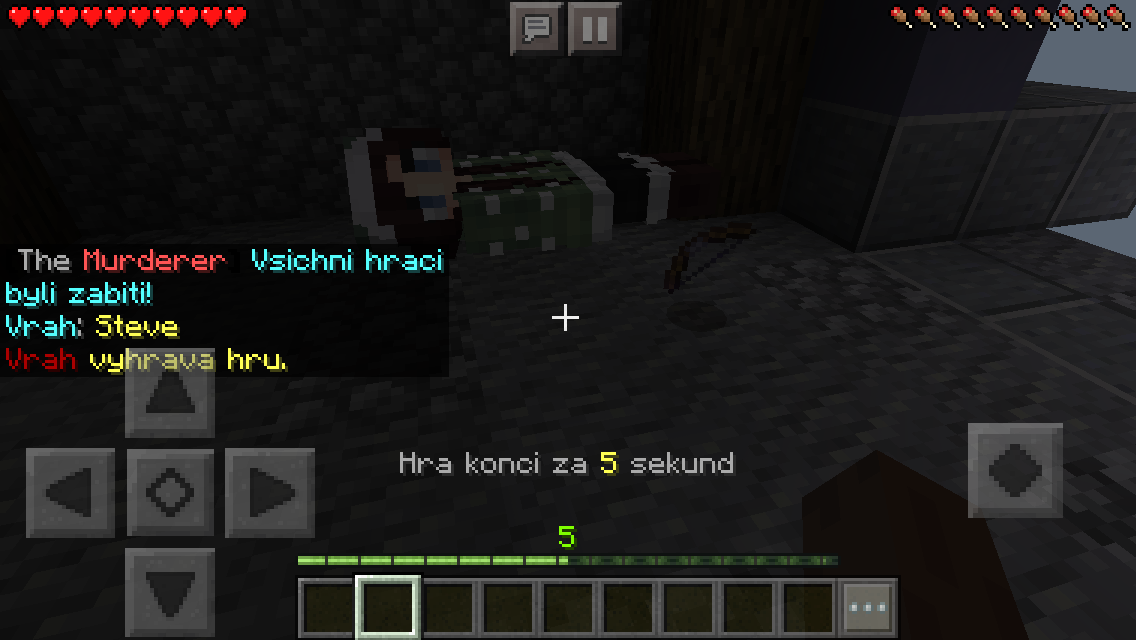 The Murderer Vsichni hraci
byli zabiti!
Vrah: Steve
Vrah vyhrava hru.
Hra konci za 5 sekund
5